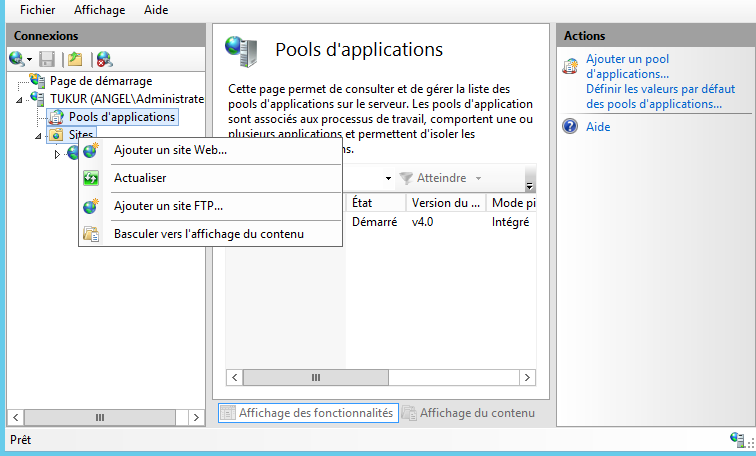 Fichier Affichage Aide
Connexions
Page de démarrage
TUKUR (ANGEL\Administrate
Pools d'applications
Sites
Ajouter un site Web...
Actualiser
Ajouter un site FTP...
Basculer vers l'affichage du contenu
Pools d'applications
Cette page permet de consulter et de gérer la liste des
pools d'applications sur le serveur. Les pools d'application
sont associés aux processus de travail, comportent une ou
plusieurs applications et permettent d'isoler les
ns.
Atteindre
État Version du ... Mode pi
Démarré v4.0 Intégré
Affichage des fonctionnalités Affichage du contenu
Actions
Ajouter un pool
d'applications...
Définir les valeurs par défaut
des pools d'applications...
Aide
Prêt